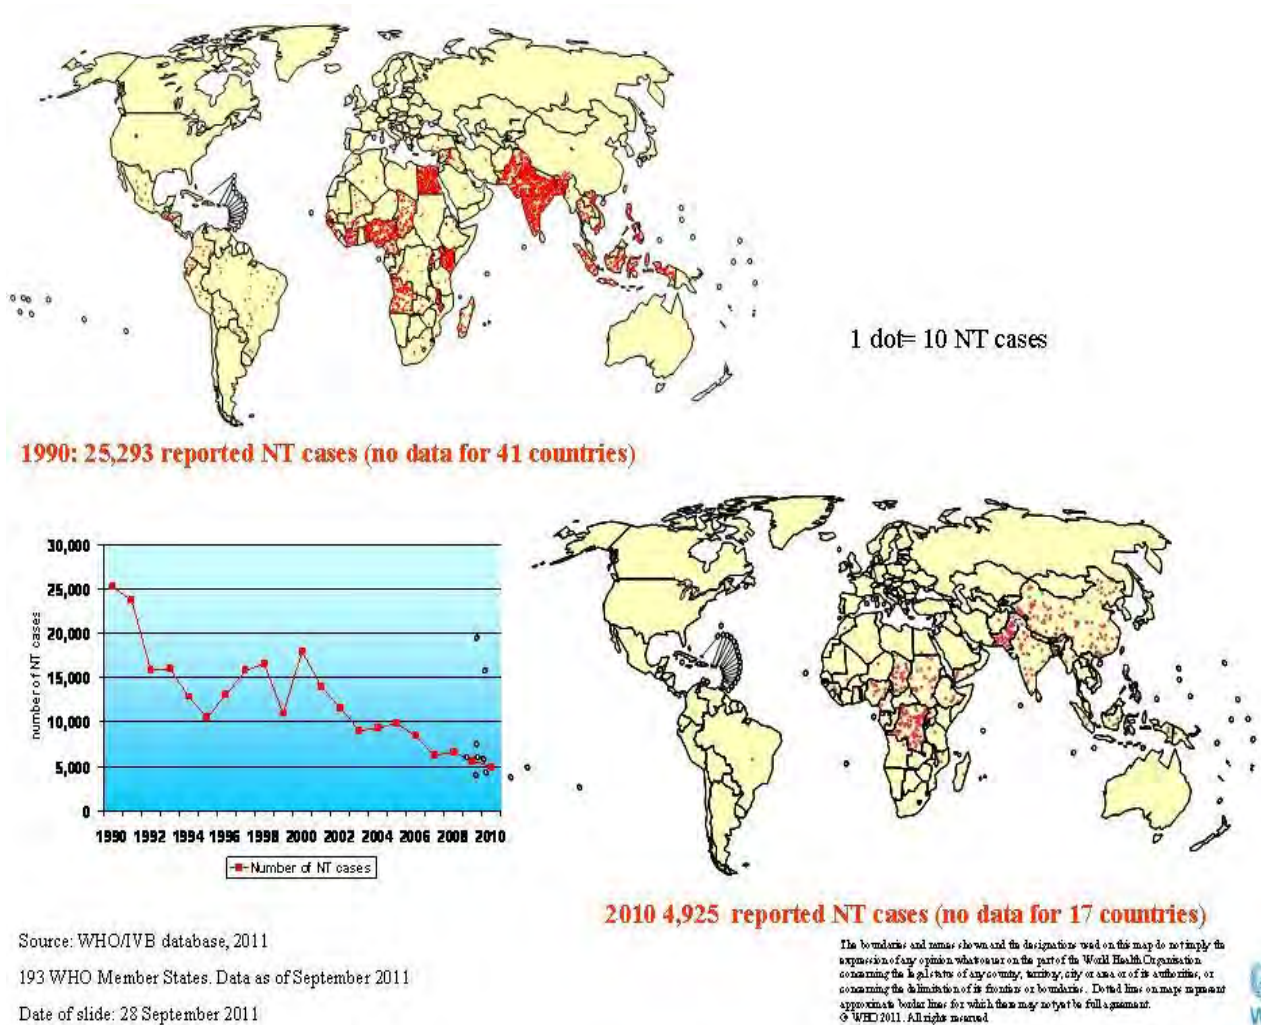 1 dot= 10 NT cases
1990: 25,293 reported NT cases (no data for 41 countries)
30,000
25,000
20,000
15,000
10,000
5,000
0
number of NT cases
1990 1992 1994 1996 1998 2000 2002 2004 2006 2008 2010
Number of NT cases
2010 4,925 reported NT cases (no data for 17 countries)
Source: WHO/IVB database, 2011
193 WHO Member States. Data as of September 2011
Date of slide: 28 September 2011
The boundaries and names shown and the designations used on this map do not imply the
expression of any opinion whatsoever on the part of the World Health Organisation
concerning the legal status of any country, territory, city or area or of its authorities, or
concerning the delimitation of its frontiers or boundaries. Dotted lines on maps represent
approximate border lines for which there may not yet be full agreement.
© WHO 2011. All rights reserved